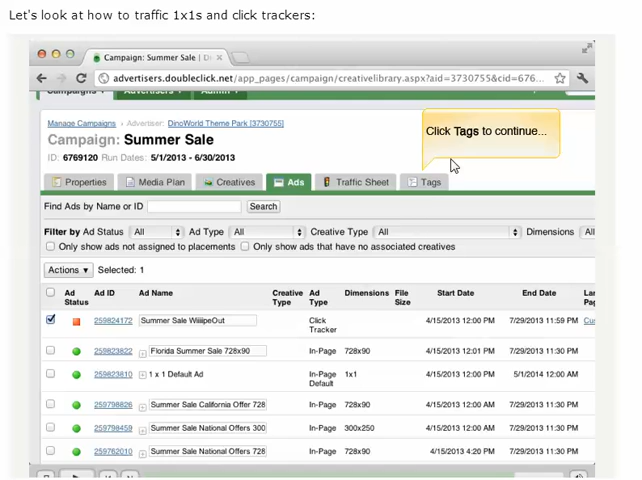 Let's look at how to traffic 1x1s and click trackers:
Campaign: Summer Sale | D
advertisers.doubleclick.net/app_pages/campaign/creativelibrary.aspx?aid=3730755&cid=676...
Campaigns Advertisers Admin
Manage Campaigns › Advertiser: DinoWorld Theme Park [3730755]
Campaign: Summer Sale
ID: 6769120 Run Dates: 5/1/2013 - 6/30/2013
Click Tags to continue...
Properties Media Plan Creatives Ads Traffic Sheet Tags
Find Ads by Name or ID Search
Filter by Ad Status All Ad Type All Creative Type All Dimensions All
Only show ads not assigned to placements Only show ads that have no associated creatives
Actions ▾ Selected: 1
Ad Status Ad ID Ad Name Creative Type Ad Type Dimensions File Size Start Date End Date La Pag
259824172 Summer Sale WiiiipeOut Click Tracker 4/15/2013 12:00 PM 7/29/2013 11:59 PM Cus
259823822 Florida Summer Sale 728x90 In-Page 728x90 4/15/2013 12:01 PM 7/29/2013 11:30 PM
259823810 1 x 1 Default Ad In-Page Default 1x1 4/15/2013 12:00 PM 5/1/2014 12:00 AM
259798826 Summer Sale California Offer 728 In-Page 728x90 4/15/2013 12:00 AM 7/29/2013 11:30 PM
259798459 Summer Sale National Offers 300 In-Page 300x250 4/15/2013 12:00 AM 7/29/2013 11:30 PM
259762010 Summer Sale National Offers 728 In-Page 728x90 4/15/2013 4:20 PM 7/29/2013 11:30 PM